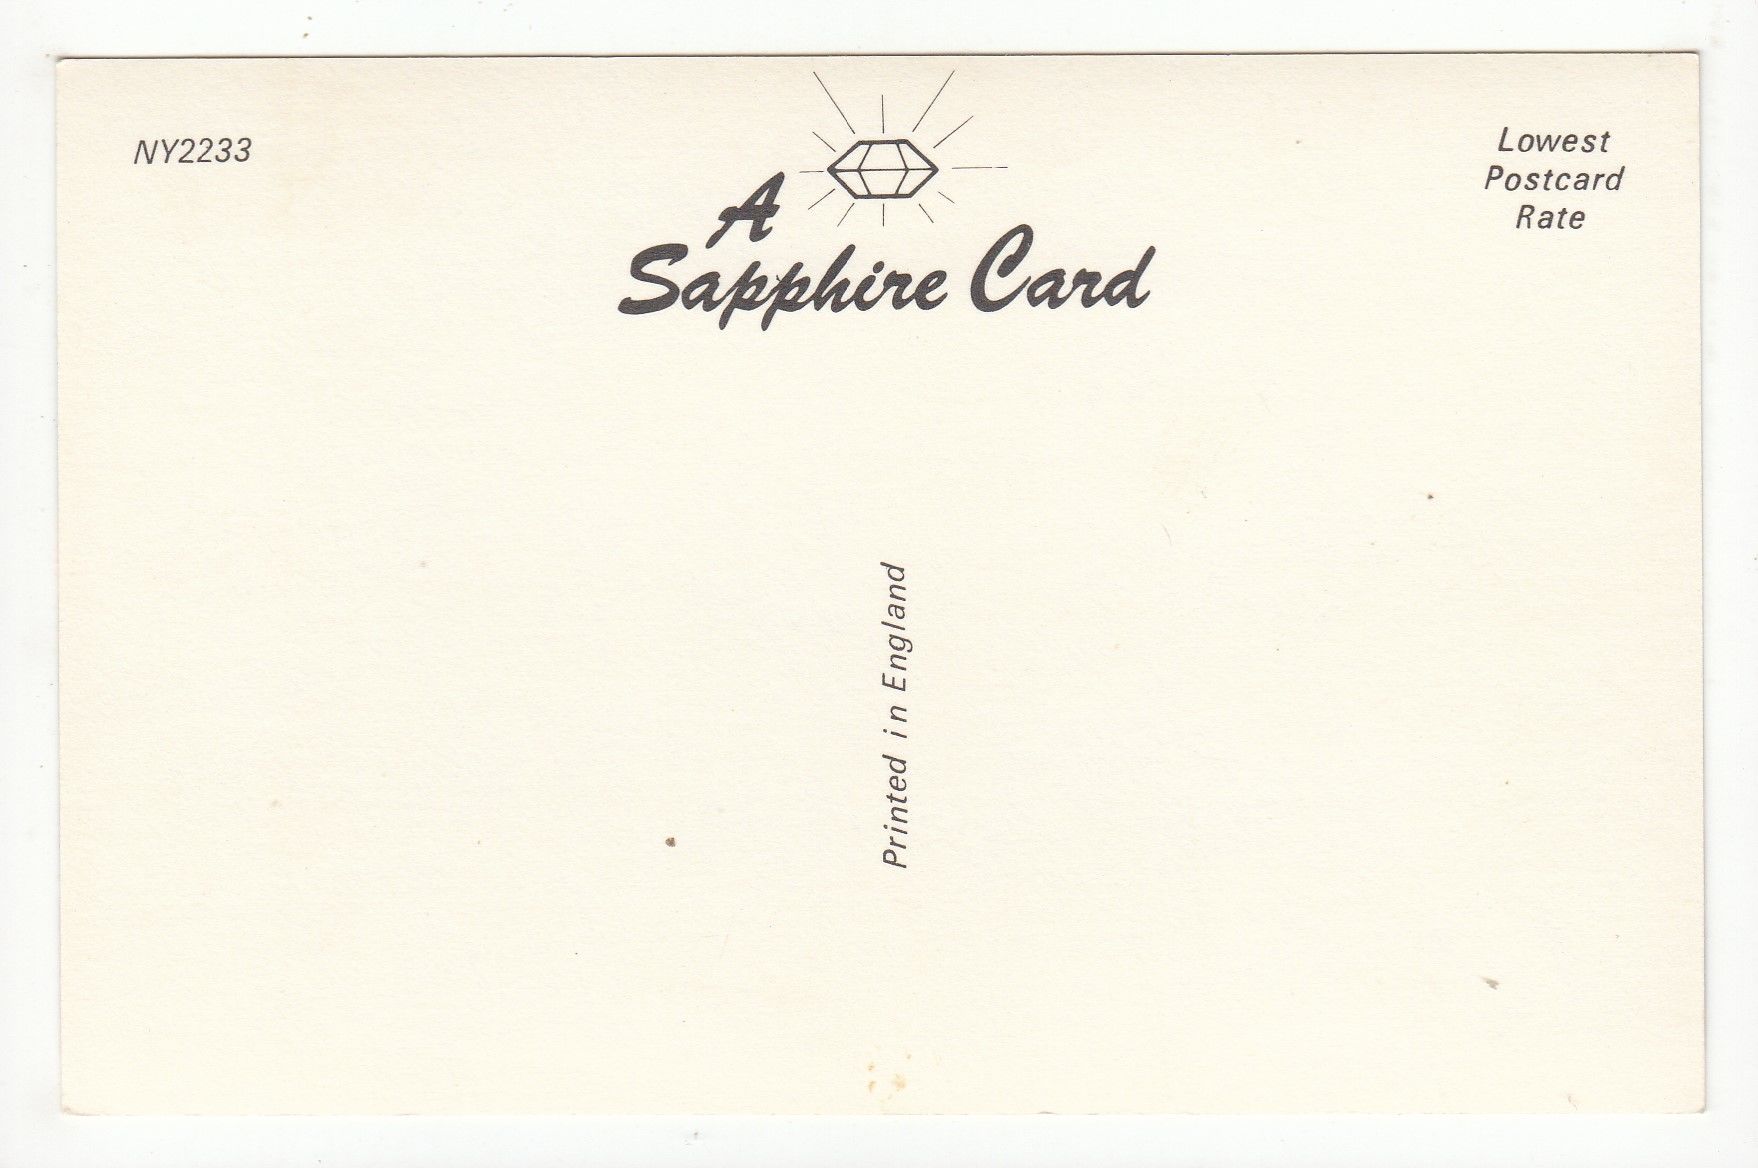 NY2233
Lowest
Postcard
Rate
A
Sapphire Card
Printed in England